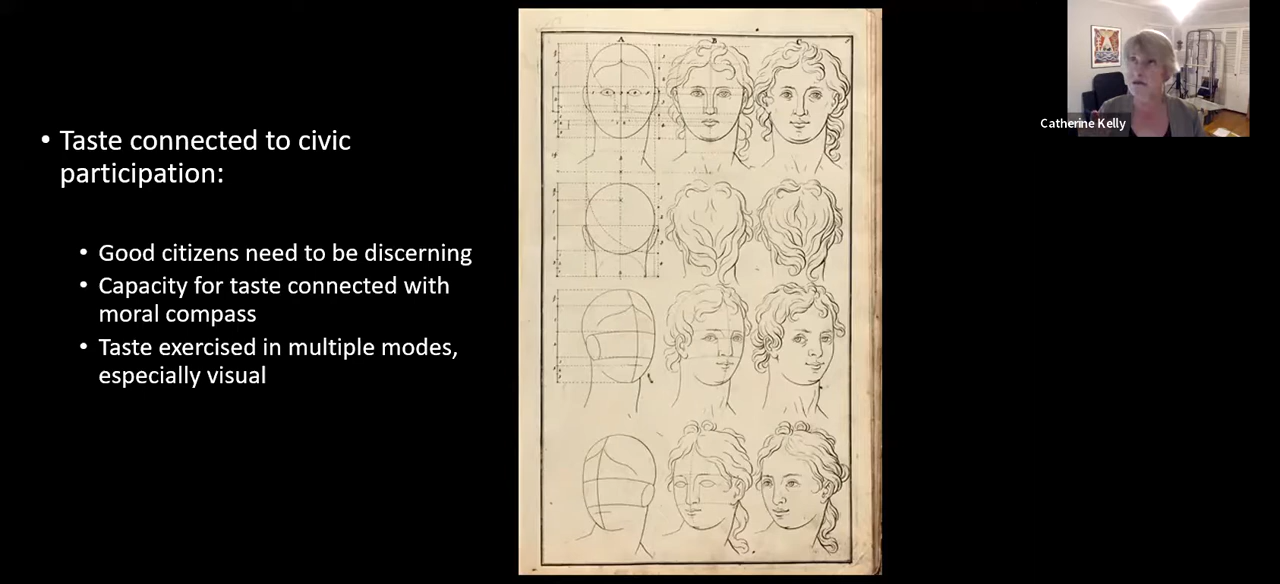 • Taste connected to civic
participation:
• Good citizens need to be discerning
• Capacity for taste connected with
moral compass
• Taste exercised in multiple modes,
especially visual
A B C
Catherine Kelly